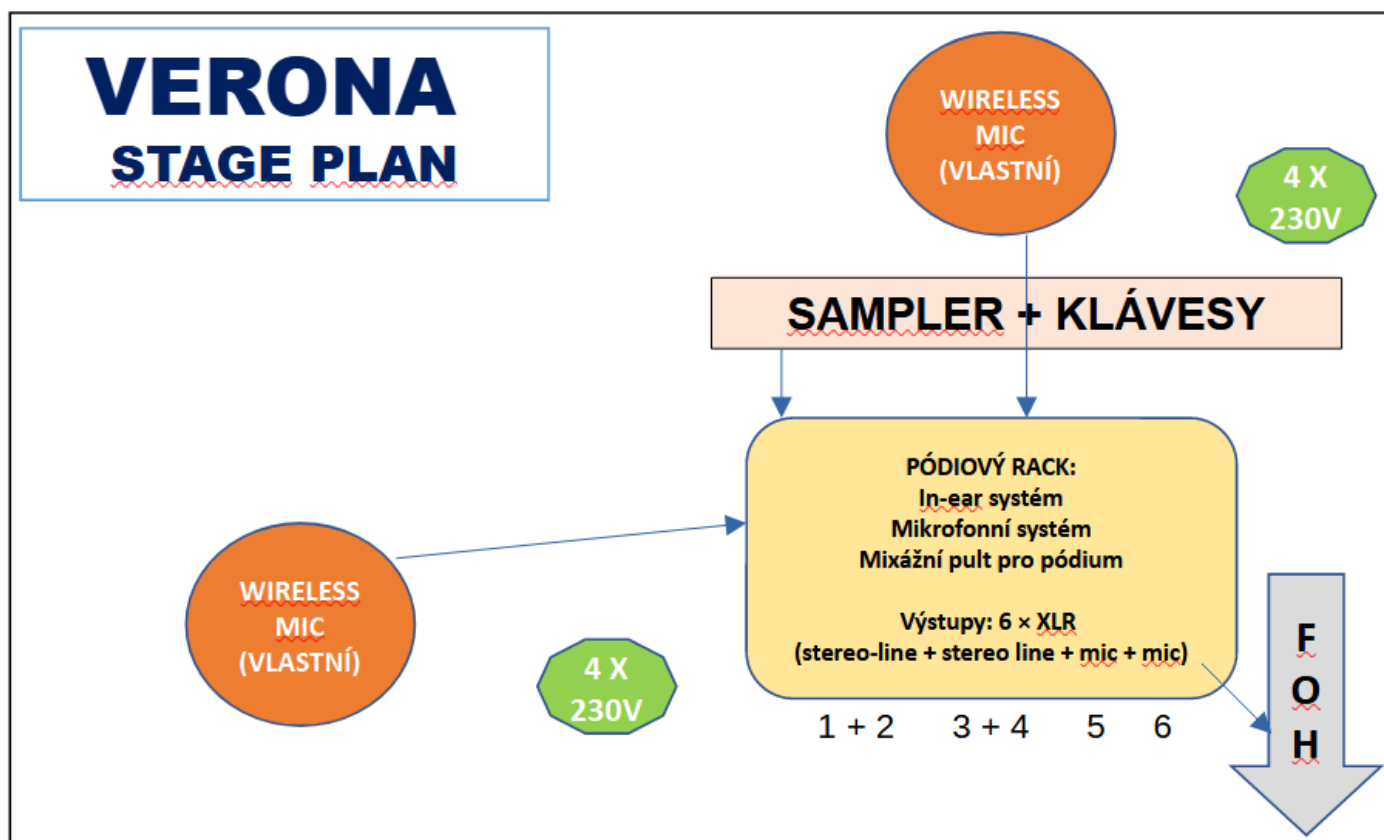 VERONA
STAGE PLAN
WIRELESS
MIC
(VLASTNÍ)
4 X
230V
SAMPLER + KLÁVESY
PÓDIOVÝ RACK:
In-ear systém
Mikrofonní systém
Mixážní pult pro pódium
Výstupy: 6 × XLR
(stereo-line + stereo line + mic + mic)
1 + 2 3 + 4 5 6
WIRELESS
MIC
(VLASTNÍ)
4 X
230V
F
O
H